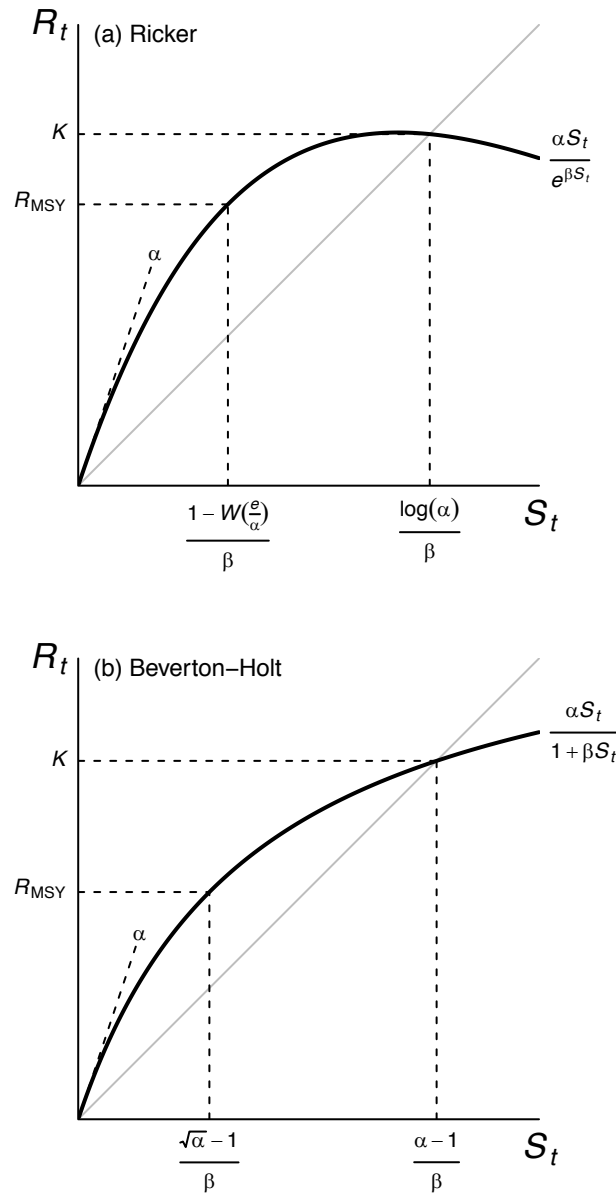 R_t (a) Ricker
K
αS_t / e^{βS_t}
R_MSY
α
(1 − W(e/α)) / β
log(α) / β
S_t
R_t (b) Beverton−Holt
αS_t / (1 + βS_t)
K
R_MSY
α
(√α − 1) / β
(α − 1) / β
S_t